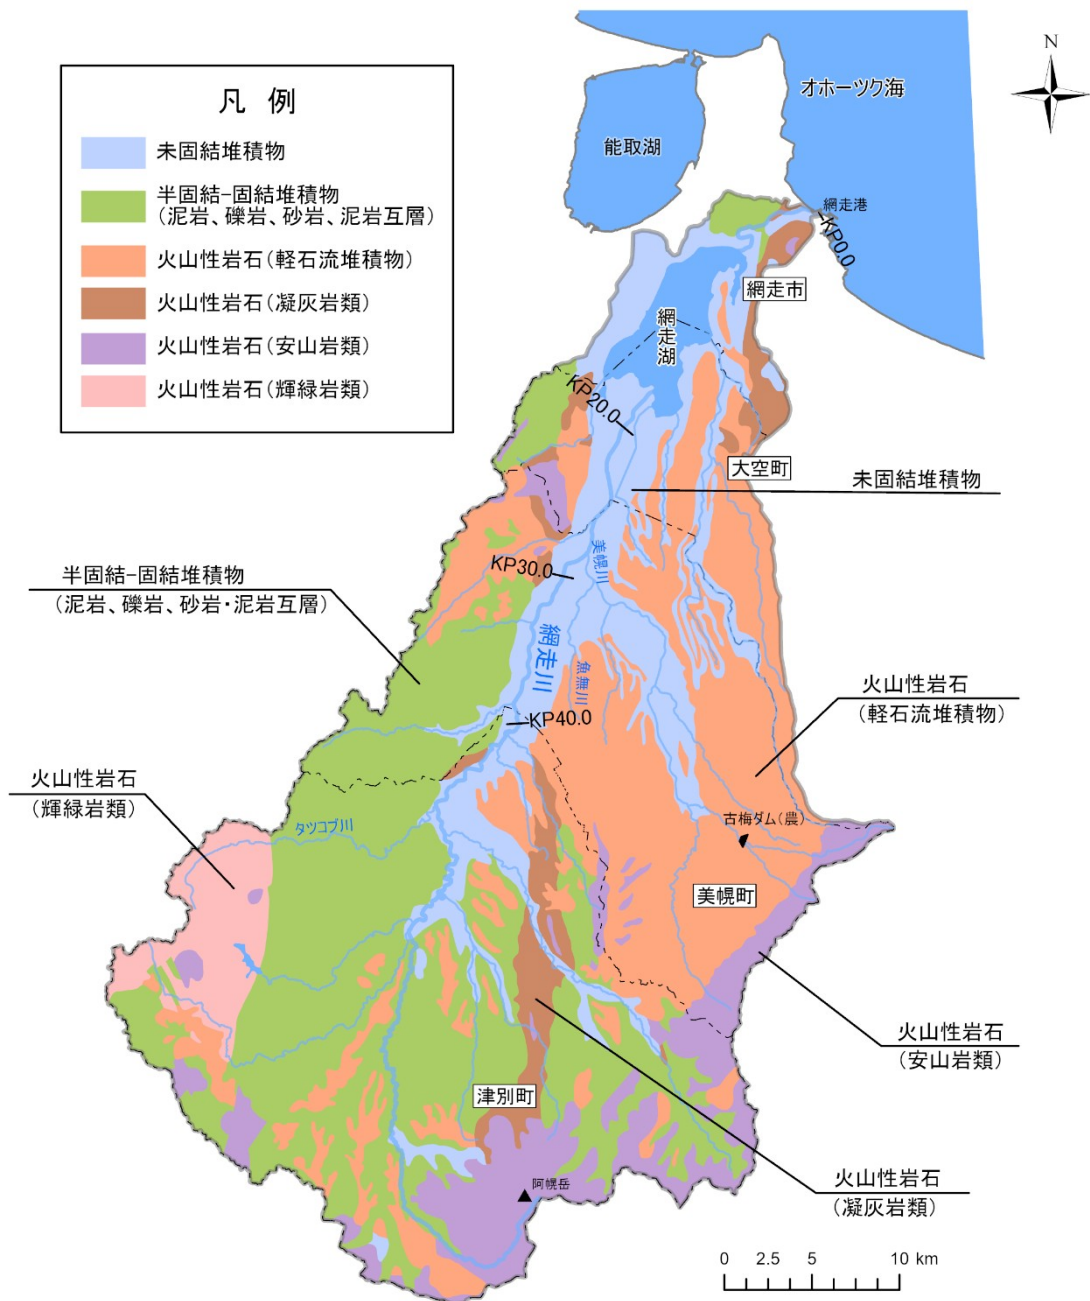 凡 例
未固結堆積物
半固結-固結堆積物
(泥岩、礫岩、砂岩、泥岩互層)
火山性岩石(軽石流堆積物)
火山性岩石(凝灰岩類)
火山性岩石(安山岩類)
火山性岩石(輝緑岩類)
N
オホーツク海
能取湖
網走港
KP0.0
網走市
網走湖
KP20.0
大空町
未固結堆積物
美幌川
KP30.0
半固結-固結堆積物
(泥岩、礫岩、砂岩・泥岩互層)
網走川
魚無川
火山性岩石
(軽石流堆積物)
KP40.0
火山性岩石
(輝緑岩類)
タツコブ川
古梅ダム(農)
美幌町
火山性岩石
(安山岩類)
津別町
火山性岩石
(凝灰岩類)
阿幌岳
0 2.5 5 10 km